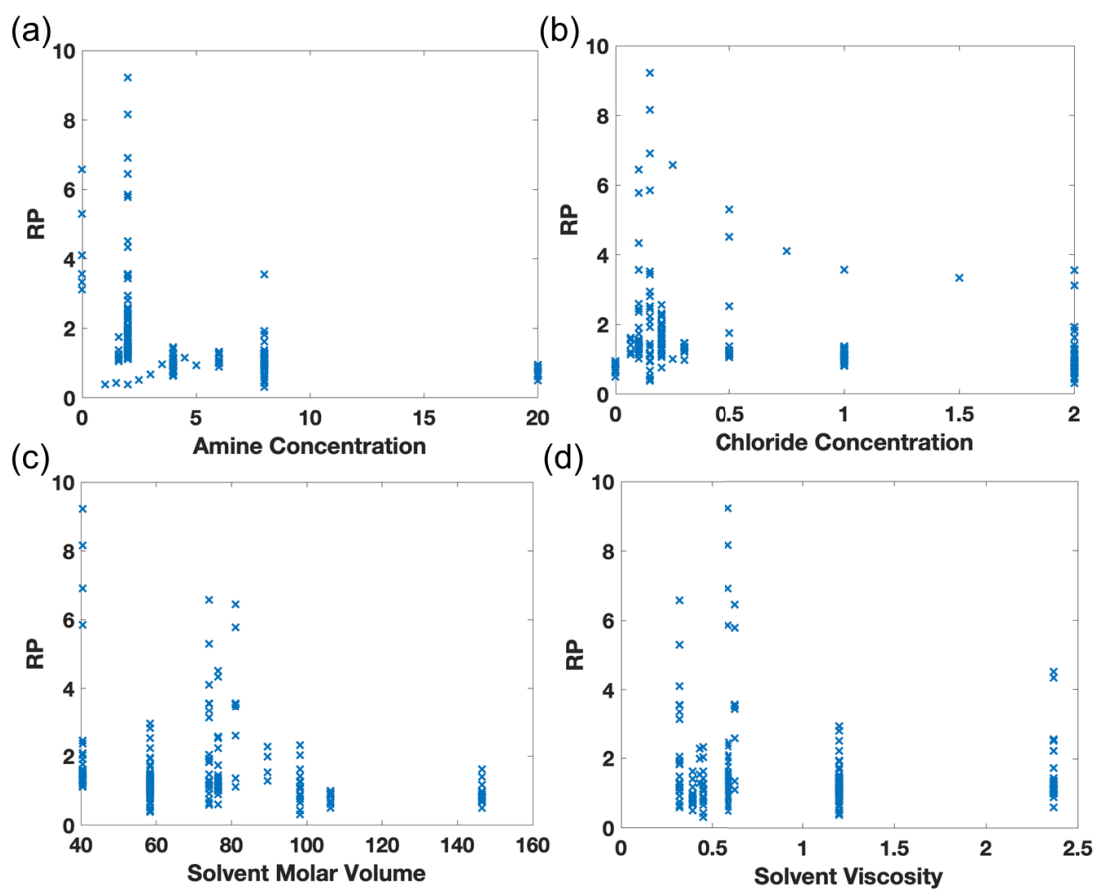 (a)
10
8
6
4
2
0
RP
0 5 10 15 20
Amine Concentration
(b)
10
8
6
4
2
0
RP
0 0.5 1 1.5 2
Chloride Concentration
(c)
10
8
6
4
2
0
RP
40 60 80 100 120 140 160
Solvent Molar Volume
(d)
10
8
6
4
2
0
RP
0 0.5 1 1.5 2 2.5
Solvent Viscosity